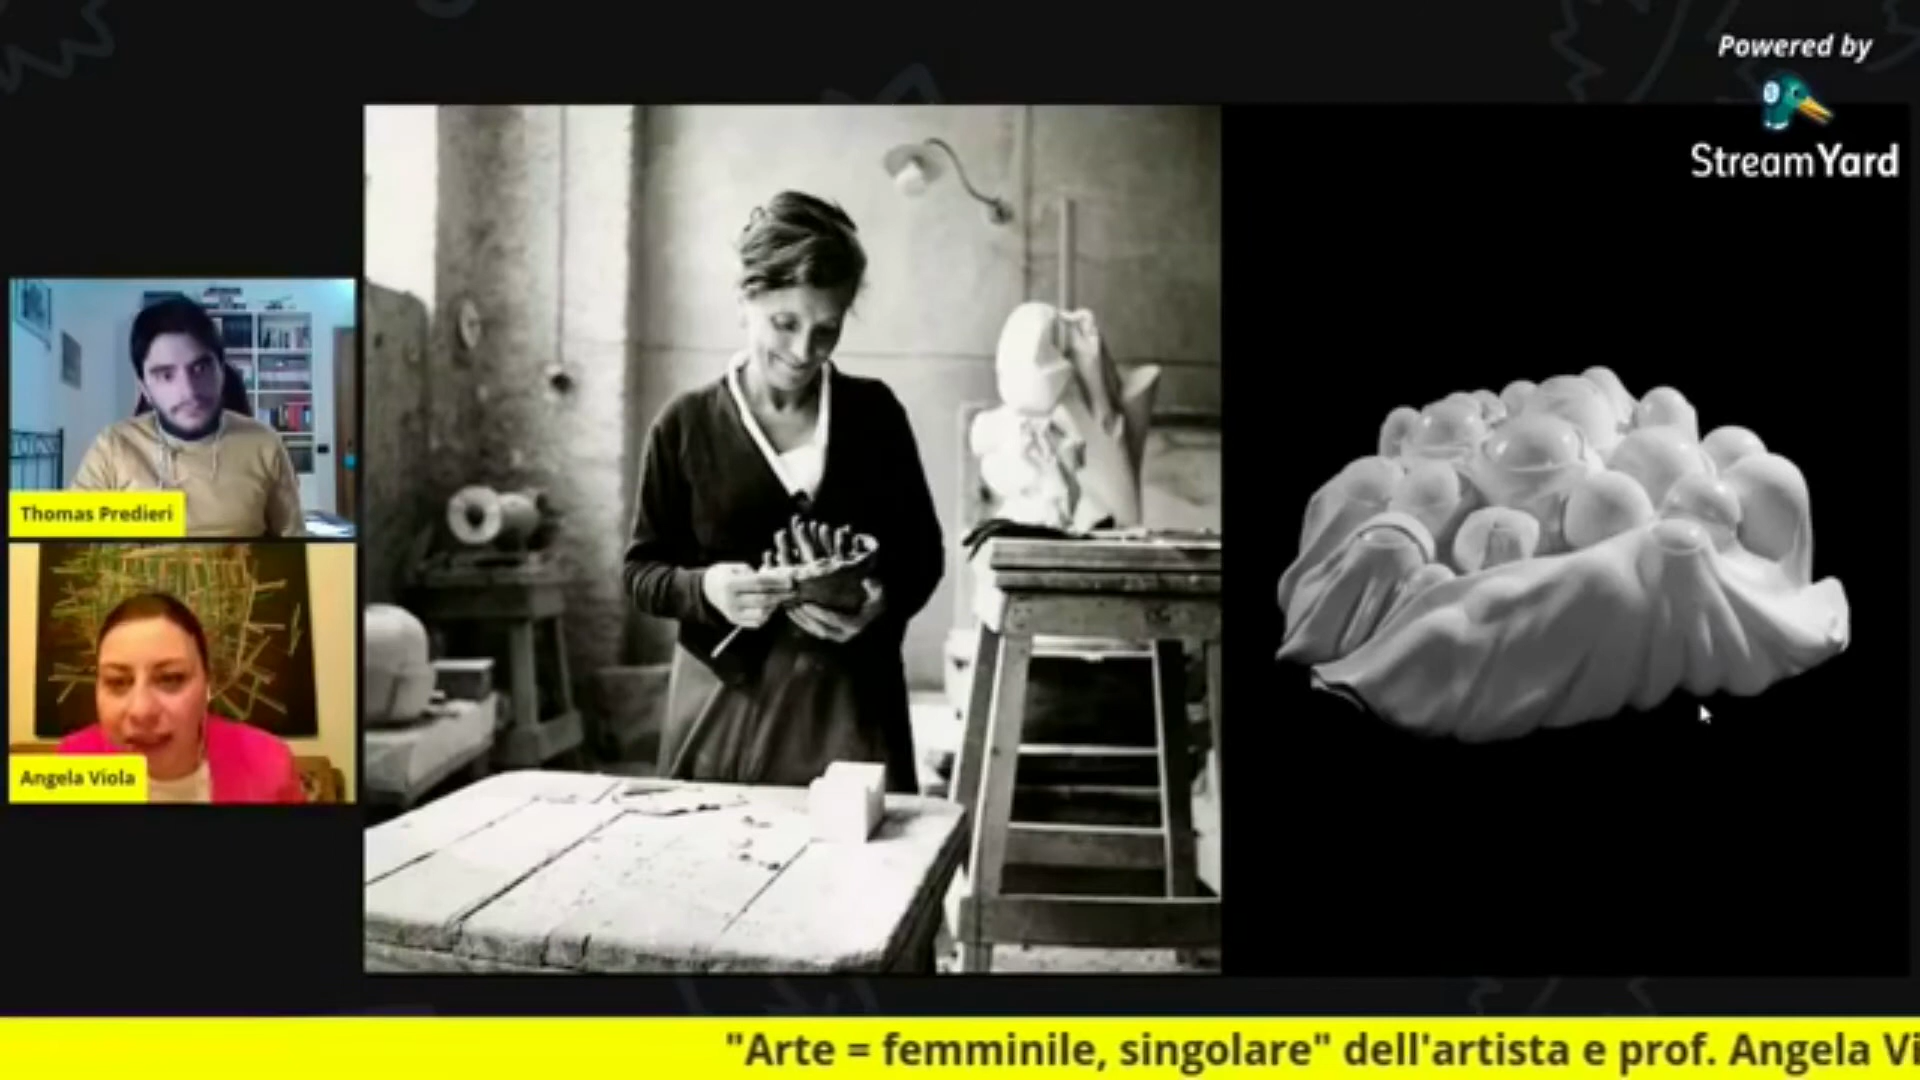 Powered by
StreamYard
Thomas Predieri
Angela Viola
"Arte = femminile, singolare" dell'artista e prof. Angela Vi